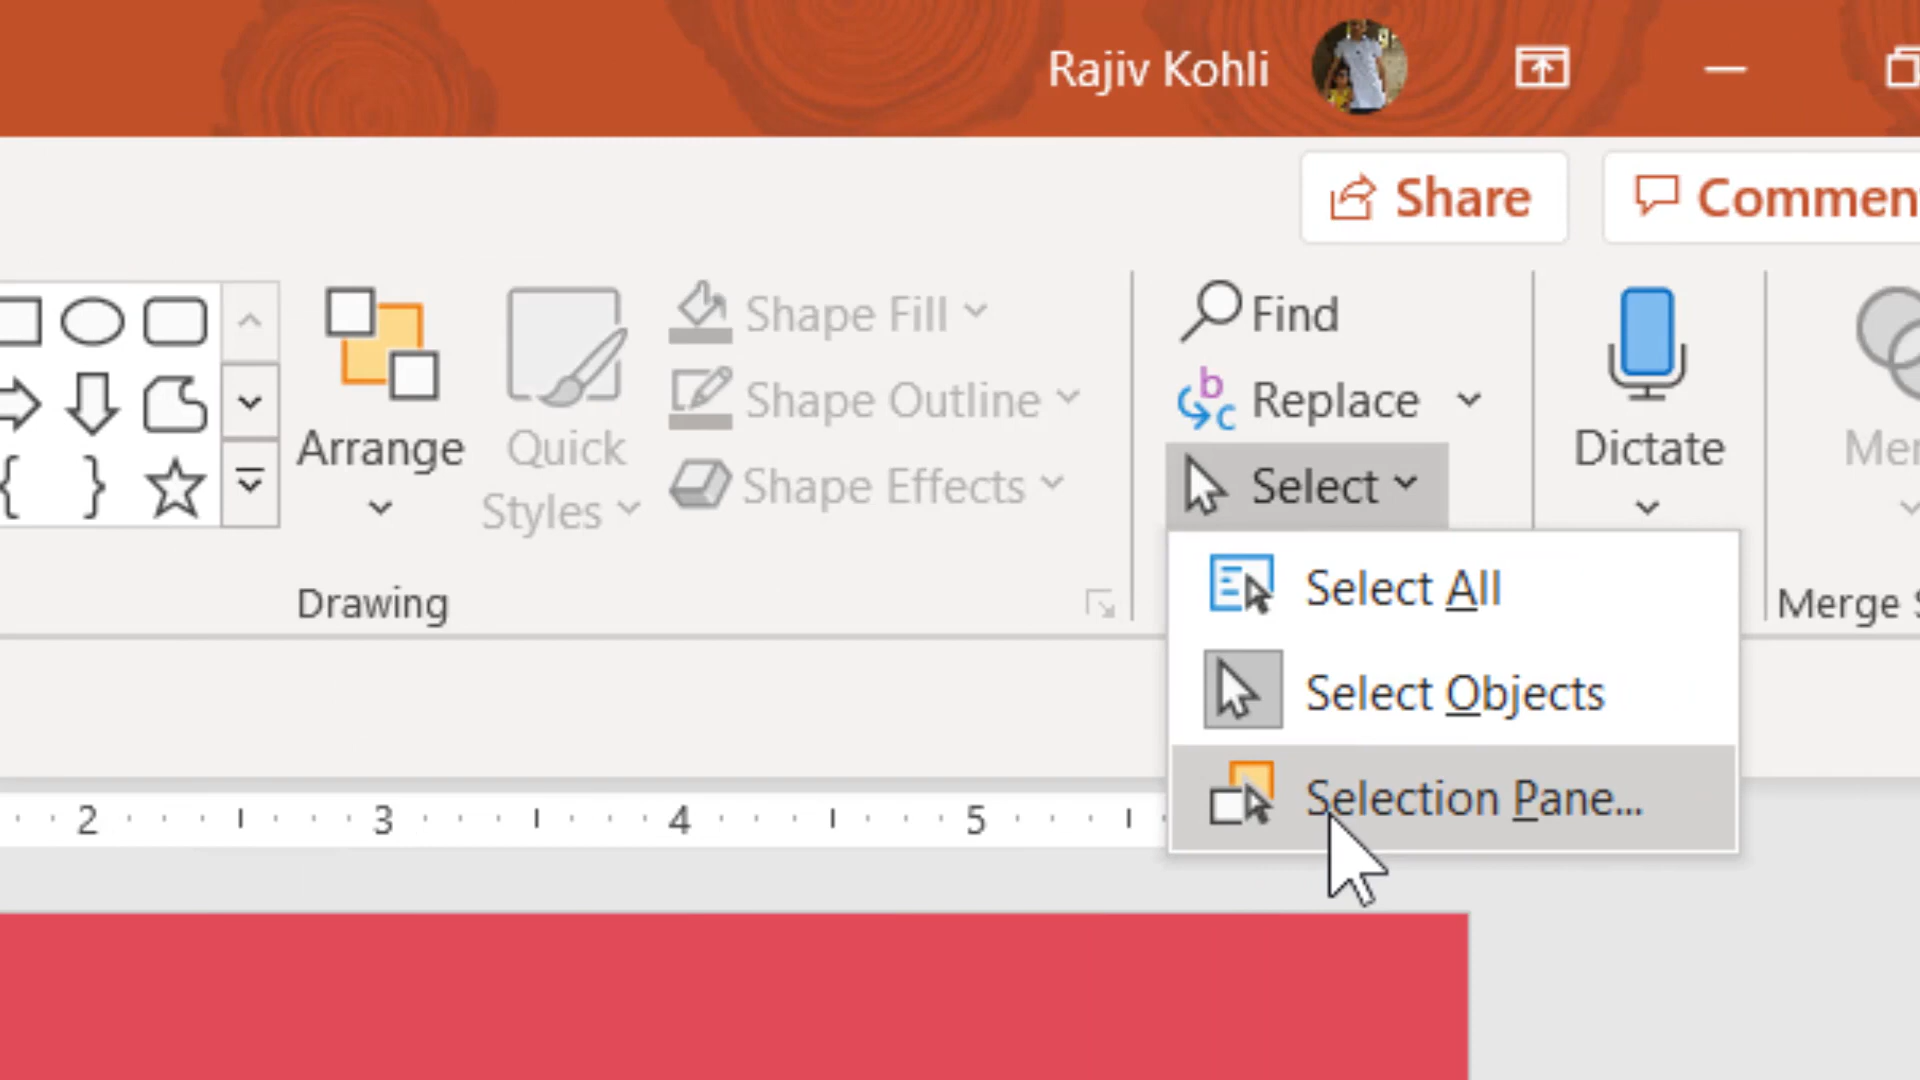 Rajiv Kohli
Share
Commen
Find
Shape Fill
Replace
Shape Outline
Arrange
Quick
Styles
Dictate
Mer
Select
Shape Effects
Select All
Drawing
Merge S
Select Objects
Selection Pane...
2 3 4 5